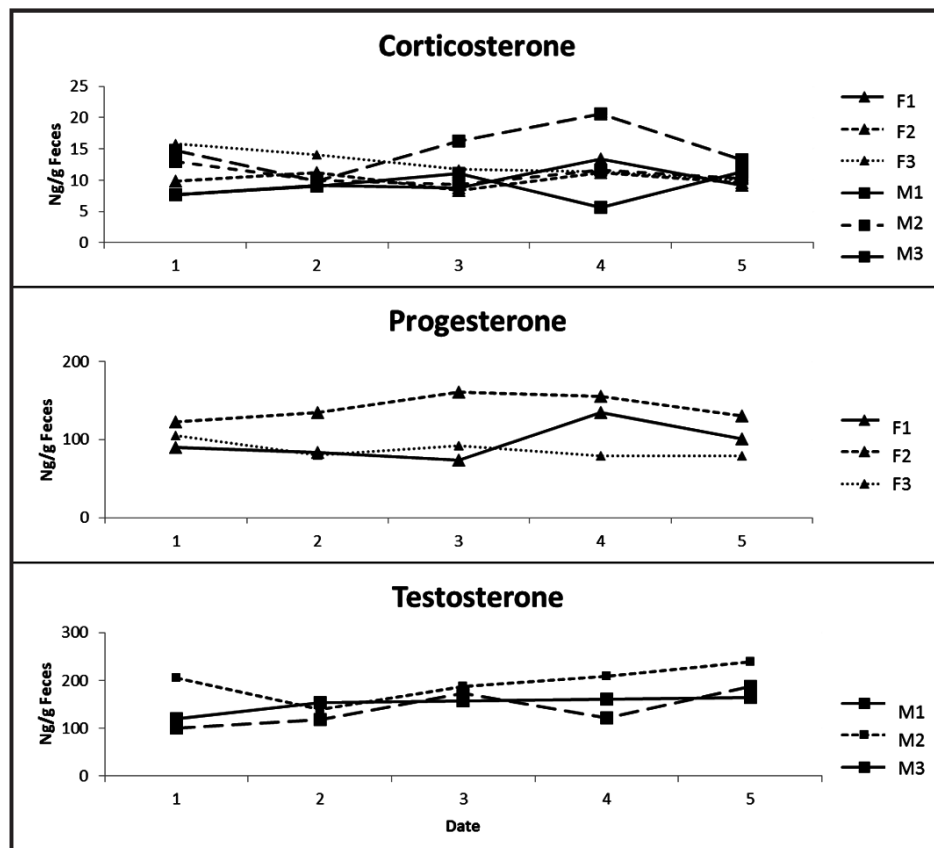 Corticosterone
25
20
15
10
5
0
Ng/g Feces
1 2 3 4 5
F1
F2
F3
M1
M2
M3
Progesterone
200
100
0
Ng/g Feces
1 2 3 4 5
F1
F2
F3
Testosterone
300
200
100
0
Ng/g Feces
1 2 3 4 5
Date
M1
M2
M3